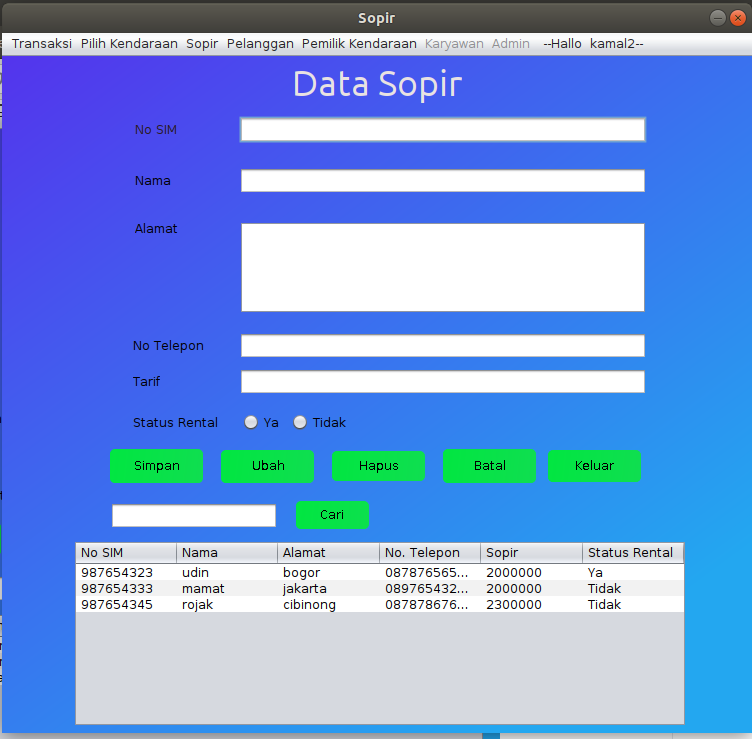 Sopir
Transaksi Pilih Kendaraan Sopir Pelanggan Pemilik Kendaraan Karyawan Admin --Hallo kamal2--
Data Sopir
No SIM
Nama
Alamat
No Telepon
Tarif
Status Rental Ya Tidak
Simpan Ubah Hapus Batal Keluar
Cari
No SIM Nama Alamat No. Telepon Sopir Status Rental
987654323 udin bogor 087876565... 2000000 Ya
987654333 mamat jakarta 089765432... 2000000 Tidak
987654345 rojak cibinong 087878676... 2300000 Tidak